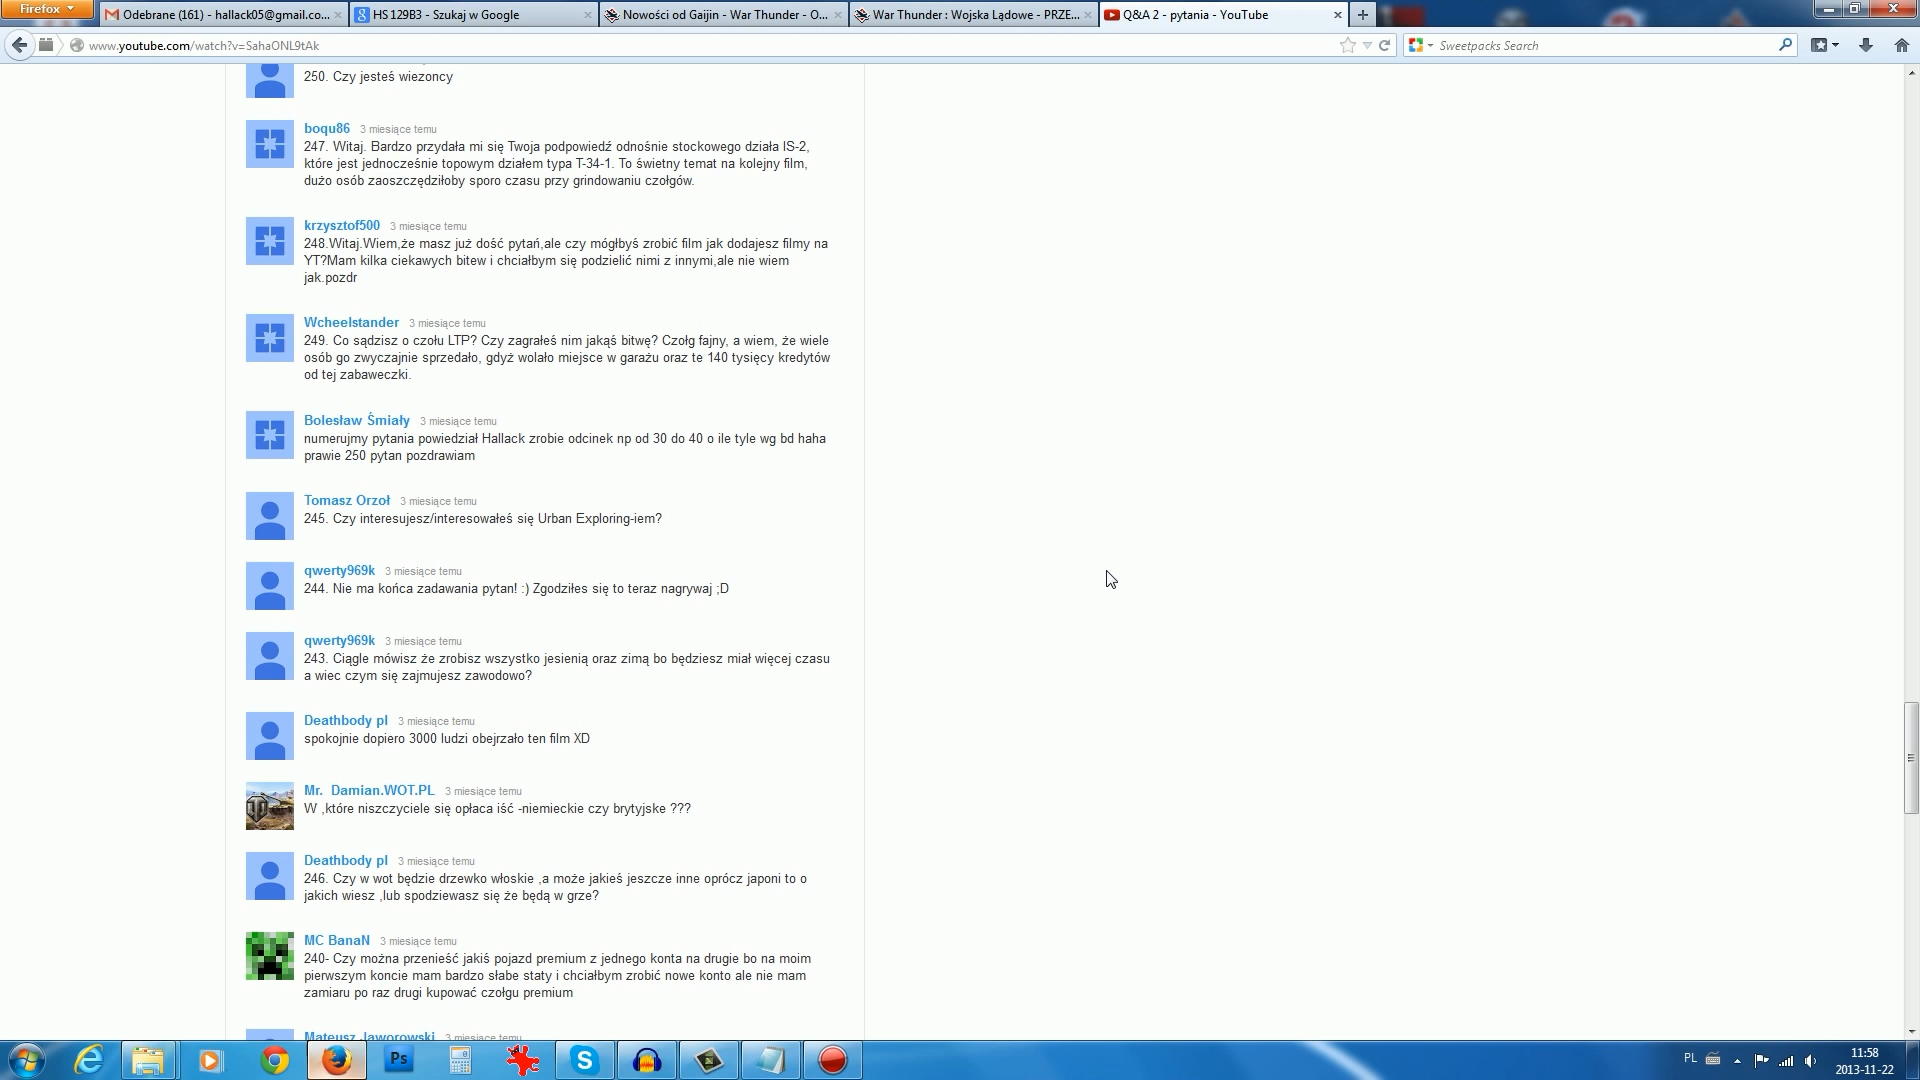 Firefox
Odebrane (161) - hallack05@gmail.co...
HS 129B3 - Szukaj w Google
Nowości od Gaijin - War Thunder - O...
War Thunder : Wojska Lądowe - PRZE...
Q&A 2 - pytania - YouTube
www.youtube.com/watch?v=SahaONL9tAk
Sweetpacks Search
250. Czy jesteś wiezoncy
boqu86 3 miesiące temu
247. Witaj. Bardzo przydała mi się Twoja podpowiedź odnośnie stockowego działa IS-2,
które jest jednocześnie topowym działem typa T-34-1. To świetny temat na kolejny film,
dużo osób zaoszczędziłoby sporo czasu przy grindowaniu czołgów.
krzysztof500 3 miesiące temu
248.Witaj.Wiem,że masz już dość pytań,ale czy mógłbyś zrobić film jak dodajesz filmy na
YT?Mam kilka ciekawych bitew i chciałbym się podzielić nimi z innymi,ale nie wiem
jak.pozdr
Wcheelstander 3 miesiące temu
249. Co sądzisz o czołu LTP? Czy zagrałeś nim jakąś bitwę? Czołg fajny, a wiem, że wiele
osób go zwyczajnie sprzedało, gdyż wolało miejsce w garażu oraz te 140 tysięcy kredytów
od tej zabaweczki.
Bolesław Śmiały 3 miesiące temu
numerujmy pytania powiedział Hallack zrobie odcinek np od 30 do 40 o ile tyle wg bd haha
prawie 250 pytan pozdrawiam
Tomasz Orzoł 3 miesiące temu
245. Czy interesujesz/interesowałeś się Urban Exploring-iem?
qwerty969k 3 miesiące temu
244. Nie ma końca zadawania pytan! :) Zgodziłes się to teraz nagrywaj ;D
qwerty969k 3 miesiące temu
243. Ciągle mówisz że zrobisz wszystko jesienią oraz zimą bo będziesz miał więcej czasu
a wiec czym się zajmujesz zawodowo?
Deathbody pl 3 miesiące temu
spokojnie dopiero 3000 ludzi obejrzało ten film XD
Mr. Damian.WOT.PL 3 miesiące temu
W ,które niszczyciele się opłaca iść -niemieckie czy brytyjske ???
Deathbody pl 3 miesiące temu
246. Czy w wot będzie drzewko włoskie ,a może jakieś jeszcze inne oprócz japoni to o
jakich wiesz ,lub spodziewasz się że będą w grze?
MC BanaN 3 miesiące temu
240- Czy można przenieść jakiś pojazd premium z jednego konta na drugie bo na moim
pierwszym koncie mam bardzo słabe staty i chciałbym zrobić nowe konto ale nie mam
zamiaru po raz drugi kupować czołgu premium
Mateusz Jaworowski 3 miesiące temu
Ps
PL
11:58
2013-11-22